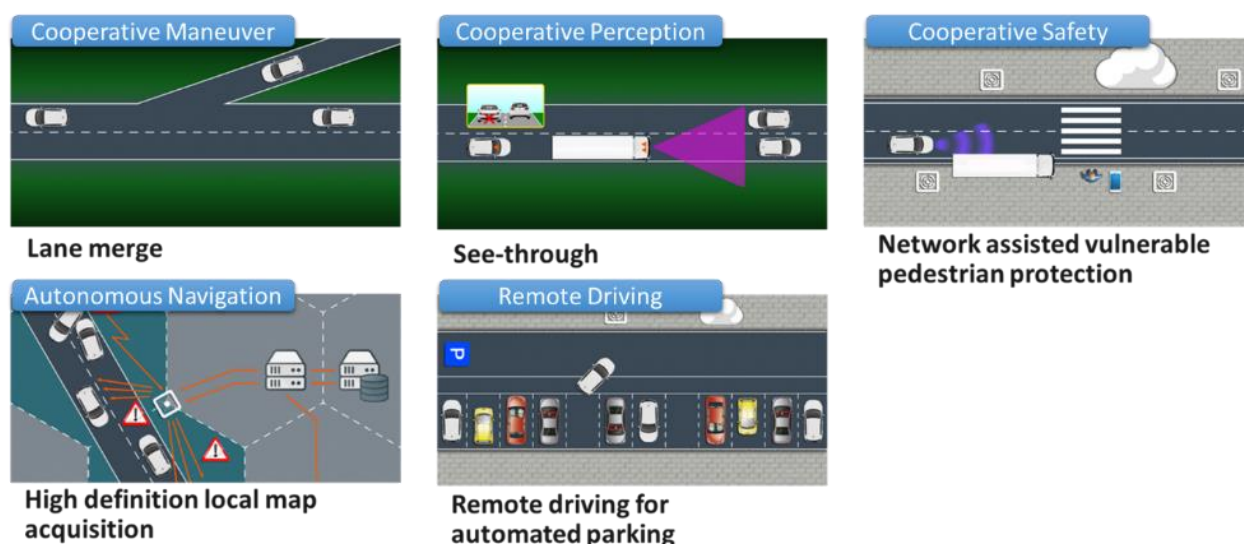 Cooperative Maneuver
Cooperative Perception
Cooperative Safety
Lane merge
See-through
Network assisted vulnerable
pedestrian protection
Autonomous Navigation
Remote Driving
P
High definition local map
acquisition
Remote driving for
automated parking